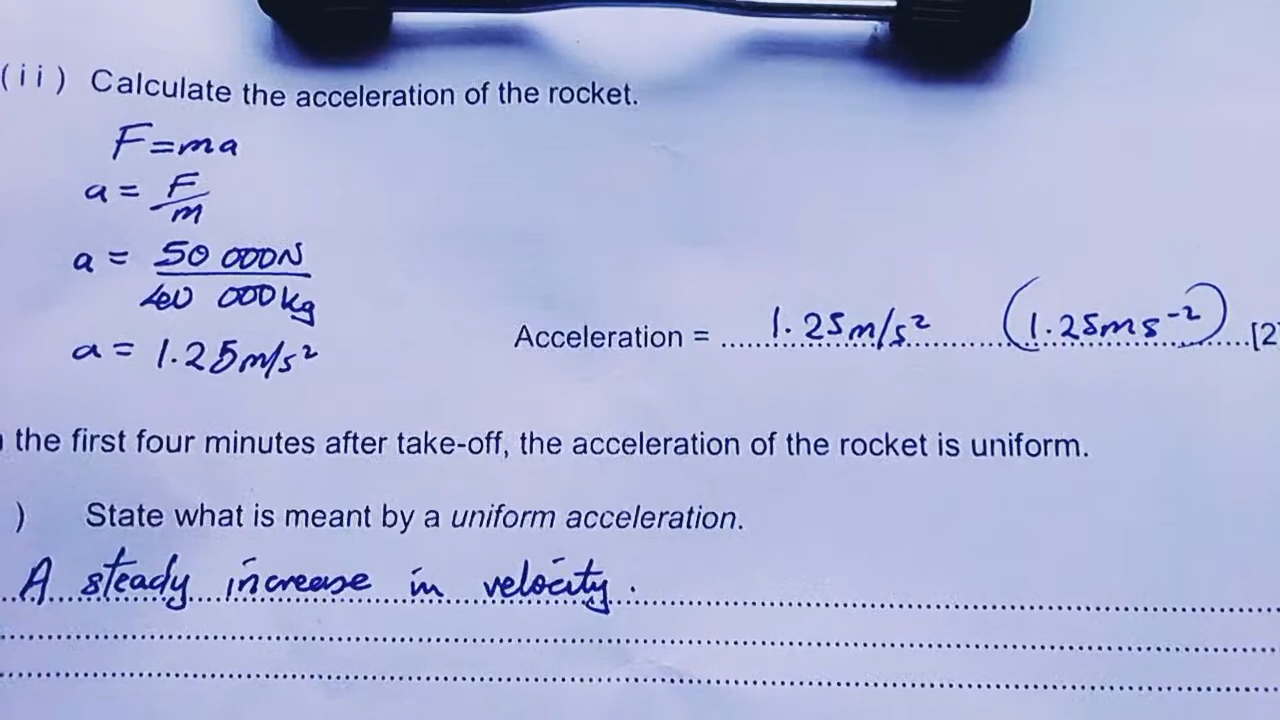 (ii) Calculate the acceleration of the rocket.
F=ma
a = F/m
a = 50 000N
400 000kg
a = 1.25m/s²
Acceleration = 1.25m/s² (1.25ms⁻²) [2
the first four minutes after take-off, the acceleration of the rocket is uniform.
) State what is meant by a uniform acceleration.
A steady increase in velocity.